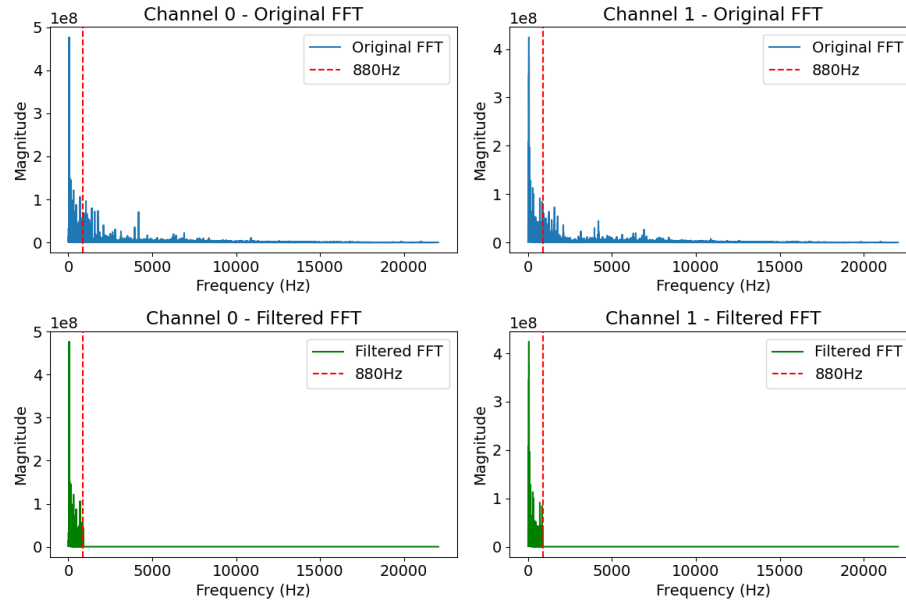 Channel 0 - Original FFT
1e8
5
4
3
2
1
0
Magnitude
0 5000 10000 15000 20000
Frequency (Hz)
Original FFT
880Hz
Channel 1 - Original FFT
1e8
4
3
2
1
0
Magnitude
0 5000 10000 15000 20000
Frequency (Hz)
Original FFT
880Hz
Channel 0 - Filtered FFT
1e8
5
4
3
2
1
0
Magnitude
0 5000 10000 15000 20000
Frequency (Hz)
Filtered FFT
880Hz
Channel 1 - Filtered FFT
1e8
4
3
2
1
0
Magnitude
0 5000 10000 15000 20000
Frequency (Hz)
Filtered FFT
880Hz